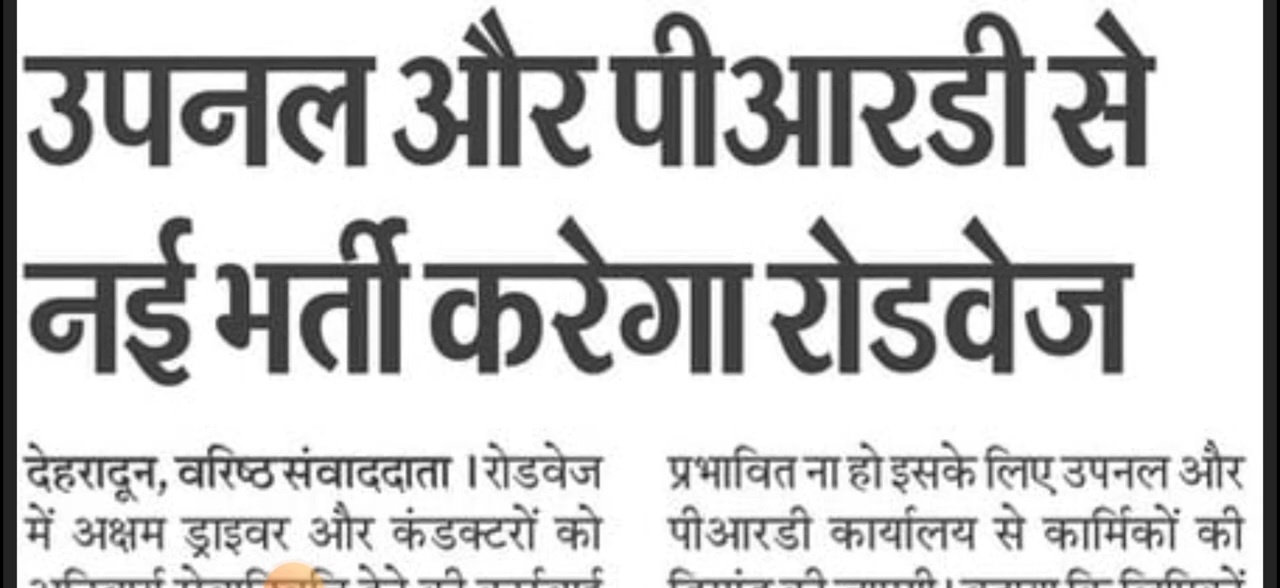 उपनल और पीआरडी से
नई भर्ती करेगा रोडवेज
देहरादून, वरिष्ठ संवाददाता । रोडवेज
में अक्षम ड्राइवर और कंडक्टरों को
प्रभावित ना हो इसके लिए उपनल और
पीआरडी कार्यालय से कार्मिकों की